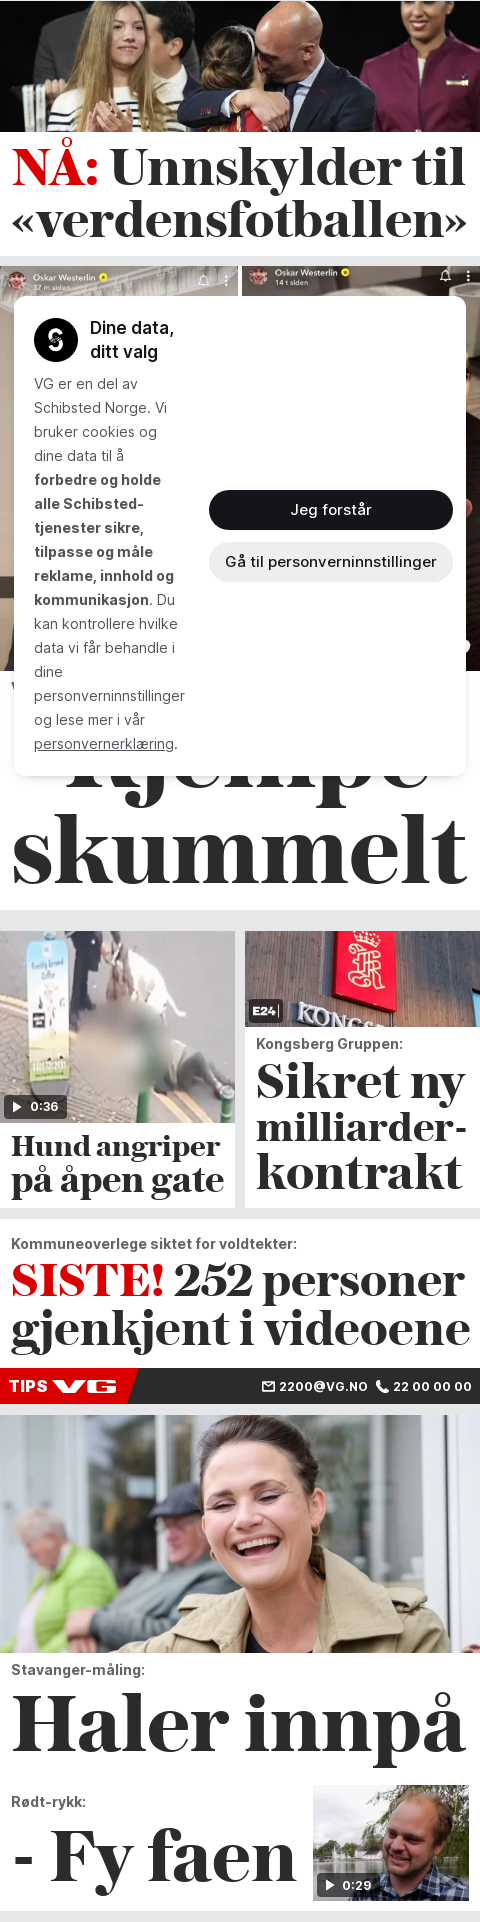 NÅ: Unnskylder til
«verdensfotballen»
Oskar Westerlin
37 m siden
Oskar Westerlin
14 t siden
Dine data,
ditt valg
VG er en del av
Schibsted Norge. Vi
bruker cookies og
dine data til å
forbedre og holde
alle Schibsted-
tjenester sikre,
tilpasse og måle
reklame, innhold og
kommunikasjon. Du
kan kontrollere hvilke
data vi får behandle i
dine
personverninnstillinger
og lese mer i vår
personvernerklæring.
Jeg forstår
Gå til personverninnstillinger
skummelt
0:36
Hund angriper
på åpen gate
E24
Kongsberg Gruppen:
Sikret ny
milliarder-
kontrakt
Kommuneoverlege siktet for voldtekter:
SISTE! 252 personer
gjenkjent i videoene
TIPS VG 2200@VG.NO 22 00 00 00
Stavanger-måling:
Haler innpå
Rødt-rykk:
- Fy faen
0:29